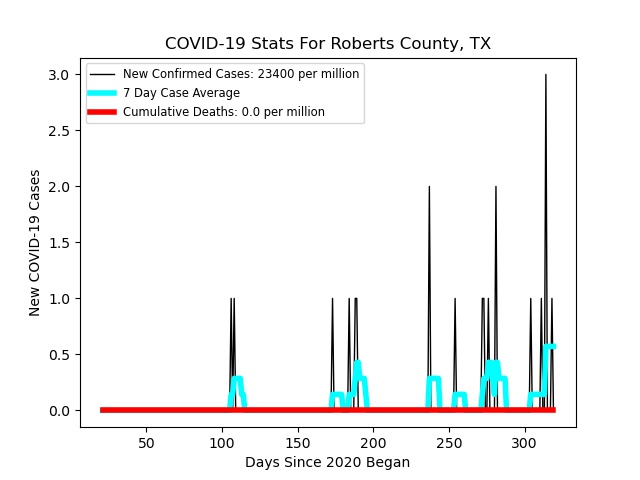 COVID-19 Stats For Roberts County, TX
New Confirmed Cases: 23400 per million
7 Day Case Average
Cumulative Deaths: 0.0 per million
New COVID-19 Cases
3.0
2.5
2.0
1.5
1.0
0.5
0.0
50 100 150 200 250 300
Days Since 2020 Began